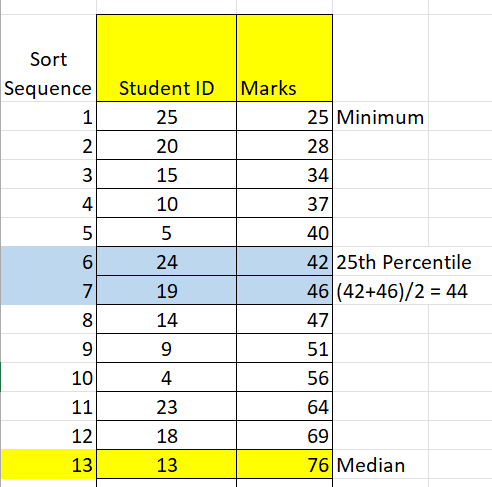 Sort
Sequence Student ID Marks
1 25 25 Minimum
2 20 28
3 15 34
4 10 37
5 5 40
6 24 42 25th Percentile
7 19 46 (42+46)/2 = 44
8 14 47
9 9 51
10 4 56
11 23 64
12 18 69
13 13 76 Median